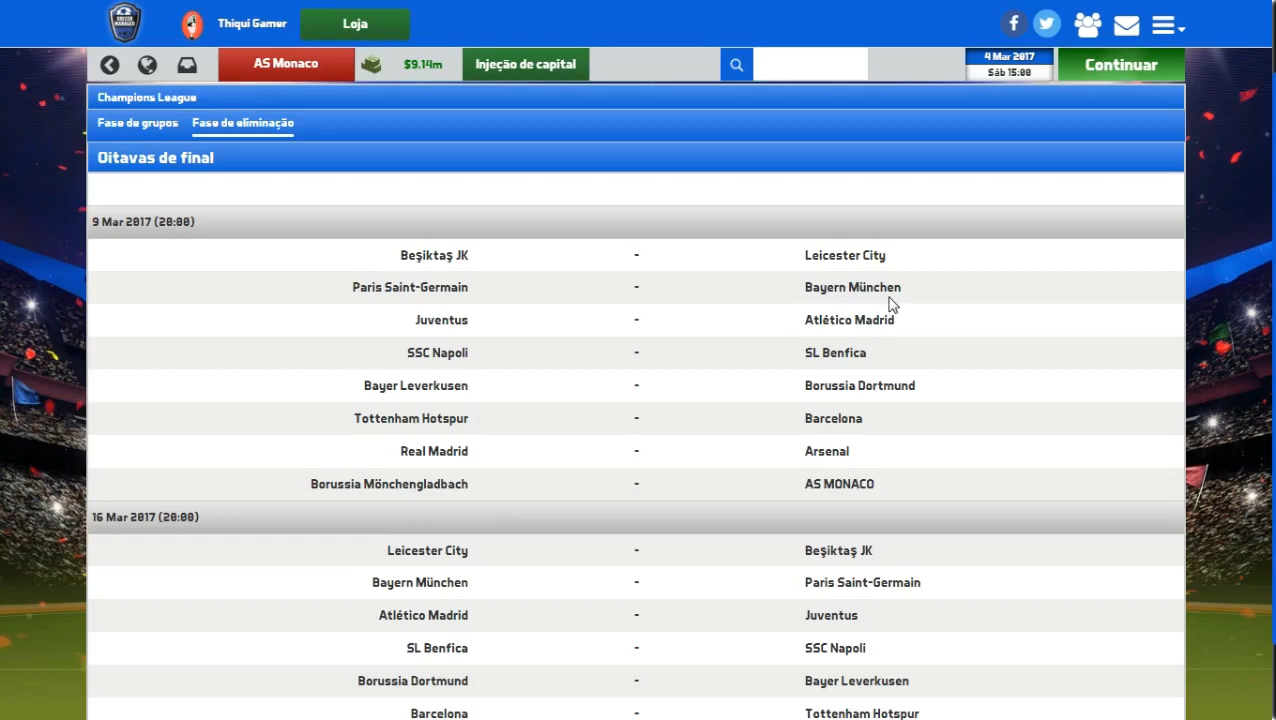 SOCCER MANAGER
Thiqui Gamer
Loja
AS Monaco
$9.14m
Injeção de capital
4 Mar 2017
Sáb 15:00
Continuar
Champions League
Fase de grupos Fase de eliminação
Oitavas de final
9 Mar 2017 (20:00)
Beşiktaş JK - Leicester City
Paris Saint-Germain - Bayern München
Juventus - Atlético Madrid
SSC Napoli - SL Benfica
Bayer Leverkusen - Borussia Dortmund
Tottenham Hotspur - Barcelona
Real Madrid - Arsenal
Borussia Mönchengladbach - AS MONACO
16 Mar 2017 (20:00)
Leicester City - Beşiktaş JK
Bayern München - Paris Saint-Germain
Atlético Madrid - Juventus
SL Benfica - SSC Napoli
Borussia Dortmund - Bayer Leverkusen
Barcelona - Tottenham Hotspur